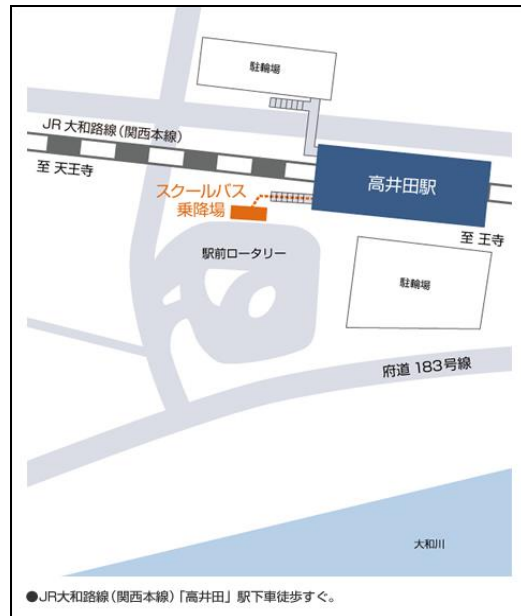 駐輪場
JR大和路線（関西本線）
至 天王寺
高井田駅
スクールバス
乗降場
至 王寺
駅前ロータリー
駐輪場
府道183号線
大和川
●JR大和路線（関西本線）「高井田」駅下車徒歩すぐ。